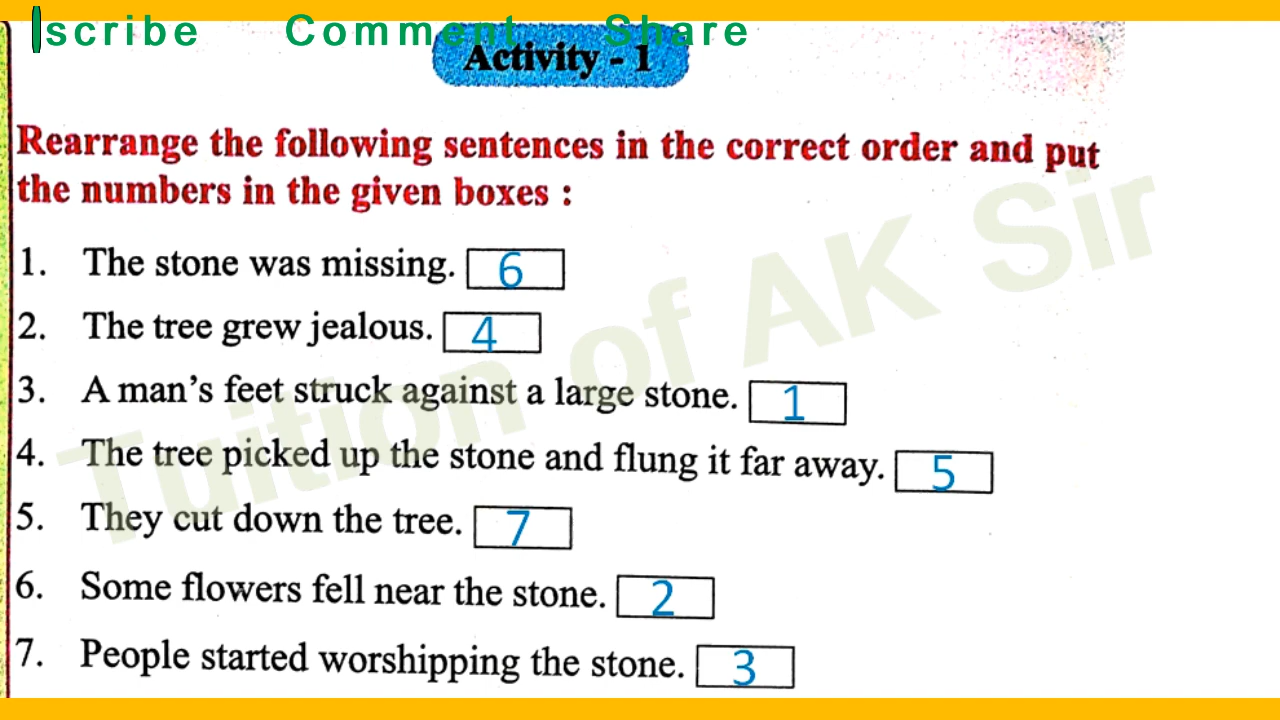 scribe Comment Share
Activity - 1
Rearrange the following sentences in the correct order and put
the numbers in the given boxes :
1. The stone was missing. 6
2. The tree grew jealous. 4
3. A man's feet struck against a large stone. 1
4. The tree picked up the stone and flung it far away. 5
5. They cut down the tree. 7
6. Some flowers fell near the stone. 2
7. People started worshipping the stone. 3
Tuition of AK Sir